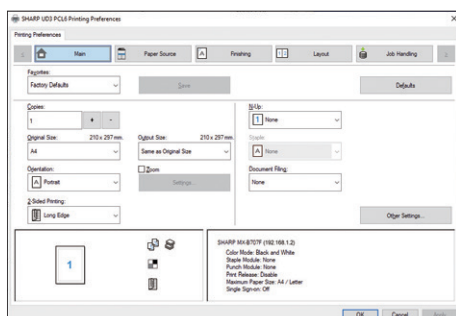 SHARP UD3 PCL6 Printing Preferences
Printing Preferences
Main
Paper Source
Finishing
Layout
Job Handling
Favorites:
Factory Defaults
Save
Defaults
Copies:
1
+
-
N-Up:
1 None
Original Size: 210 x 297 mm.
A4
Output Size: 210 x 297 mm.
Same as Original Size
Staple:
A None
Orientation:
A Portrait
Zoom
Settings...
Document Filing:
None
2-Sided Printing:
Long Edge
Other Settings...
1
SHARP MX-B707F (192.168.1.2)
Color Mode: Black and White
Staple Module: None
Punch Module: None
Print Release: Disable
Maximum Paper Size: A4 / Letter
Single Sign-on: Off
OK
Cancel
Apply